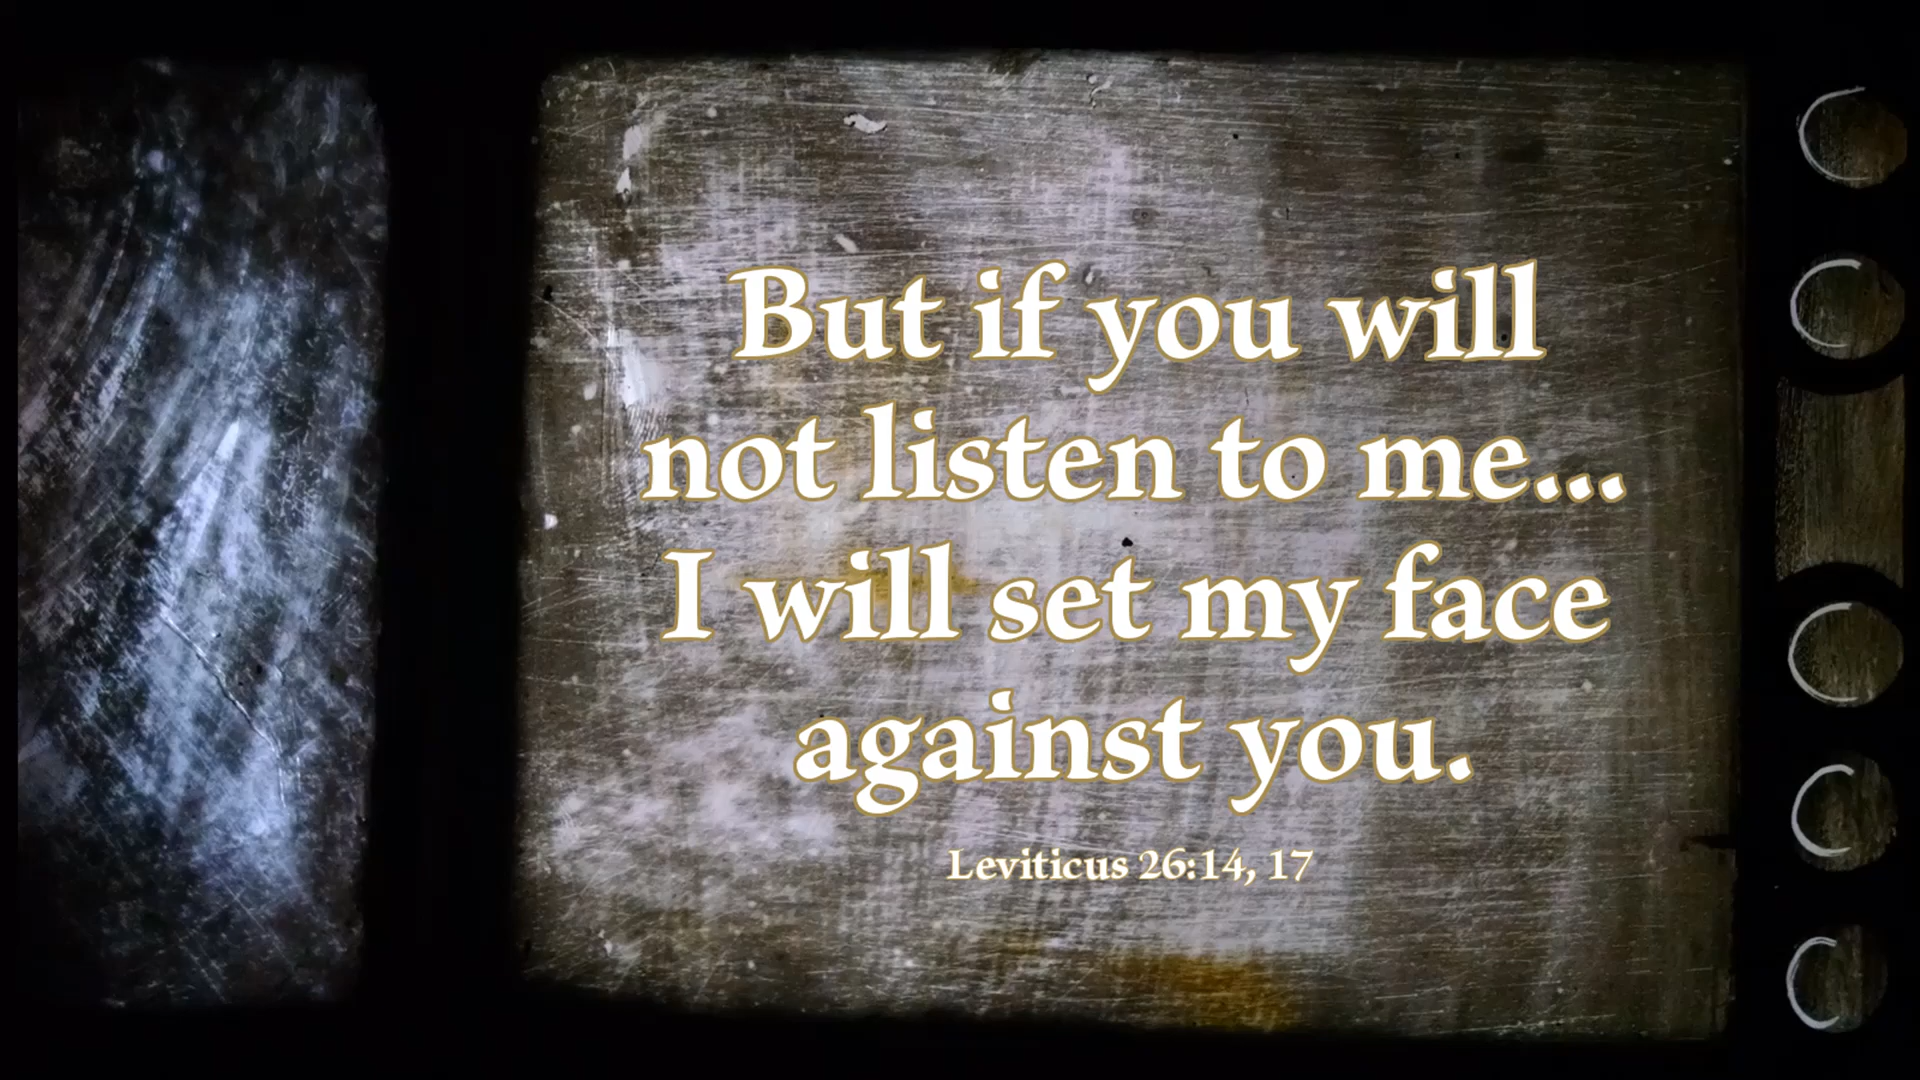 But if you will
not listen to me...
I will set my face
against you.
Leviticus 26:14, 17